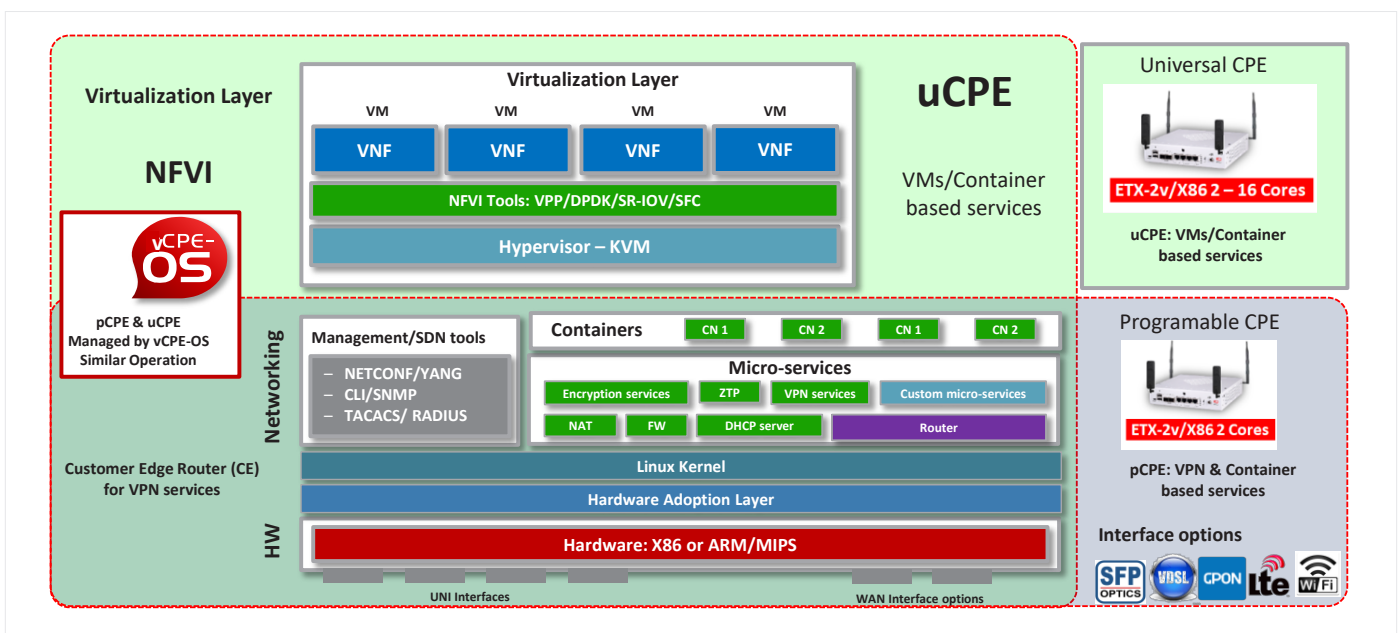 Virtualization Layer
NFVI
Virtualization Layer
VM
VM
VM
VM
VNF
VNF
VNF
VNF
NFVI Tools: VPP/DPDK/SR-IOV/SFC
Hypervisor – KVM
uCPE
VMs/Container
based services
Universal CPE
ETX-2v/X86 2 – 16 Cores
uCPE: VMs/Container
based services
vCPE-
OS
pCPE & uCPE
Managed by vCPE-OS
Similar Operation
Networking
Management/SDN tools
– NETCONF/YANG
– CLI/SNMP
– TACACS/ RADIUS
Containers
CN 1
CN 2
CN 1
CN 2
Micro-services
Encryption services
ZTP
VPN services
Custom micro-services
NAT
FW
DHCP server
Router
Customer Edge Router (CE)
for VPN services
Linux Kernel
Hardware Adoption Layer
HW
Hardware: X86 or ARM/MIPS
UNI Interfaces
WAN Interface options
Programable CPE
ETX-2v/X86 2 Cores
pCPE: VPN & Container
based services
Interface options
SFP
OPTICS
VDSL
GPON
Lte
WiFi